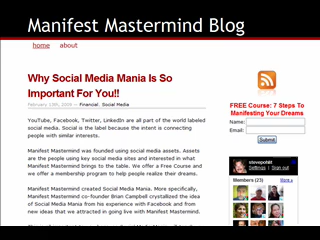 Manifest Mastermind Blog
home about
Why Social Media Mania Is So
Important For You!!
February 10th, 2009 — Financial, Social Media
YouTube, Facebook, Twitter, LinkedIn are all part of the world labeled
social media. Social is the label because the intent is connecting
people with similar interests.
Manifest Mastermind was founded using social media assets. Assets
are the people using key social media sites and interested in what
Manifest Mastermind brings to the table. We offer a Free Course and
we offer a membership program to help people realize their dreams.
Manifest Mastermind created Social Media Mania. More specifically,
Manifest Mastermind co-founder Brian Campbell crystallized the idea
of Social Media Mania from his experience with Facebook and from
new ideas that we attracted in going live with Manifest Mastermind.
FREE Course: 7 Steps To
Manifesting Your Dreams
Name:
Email:
Submit
stevepohlit
Settings | Sign out
Members (23) More »